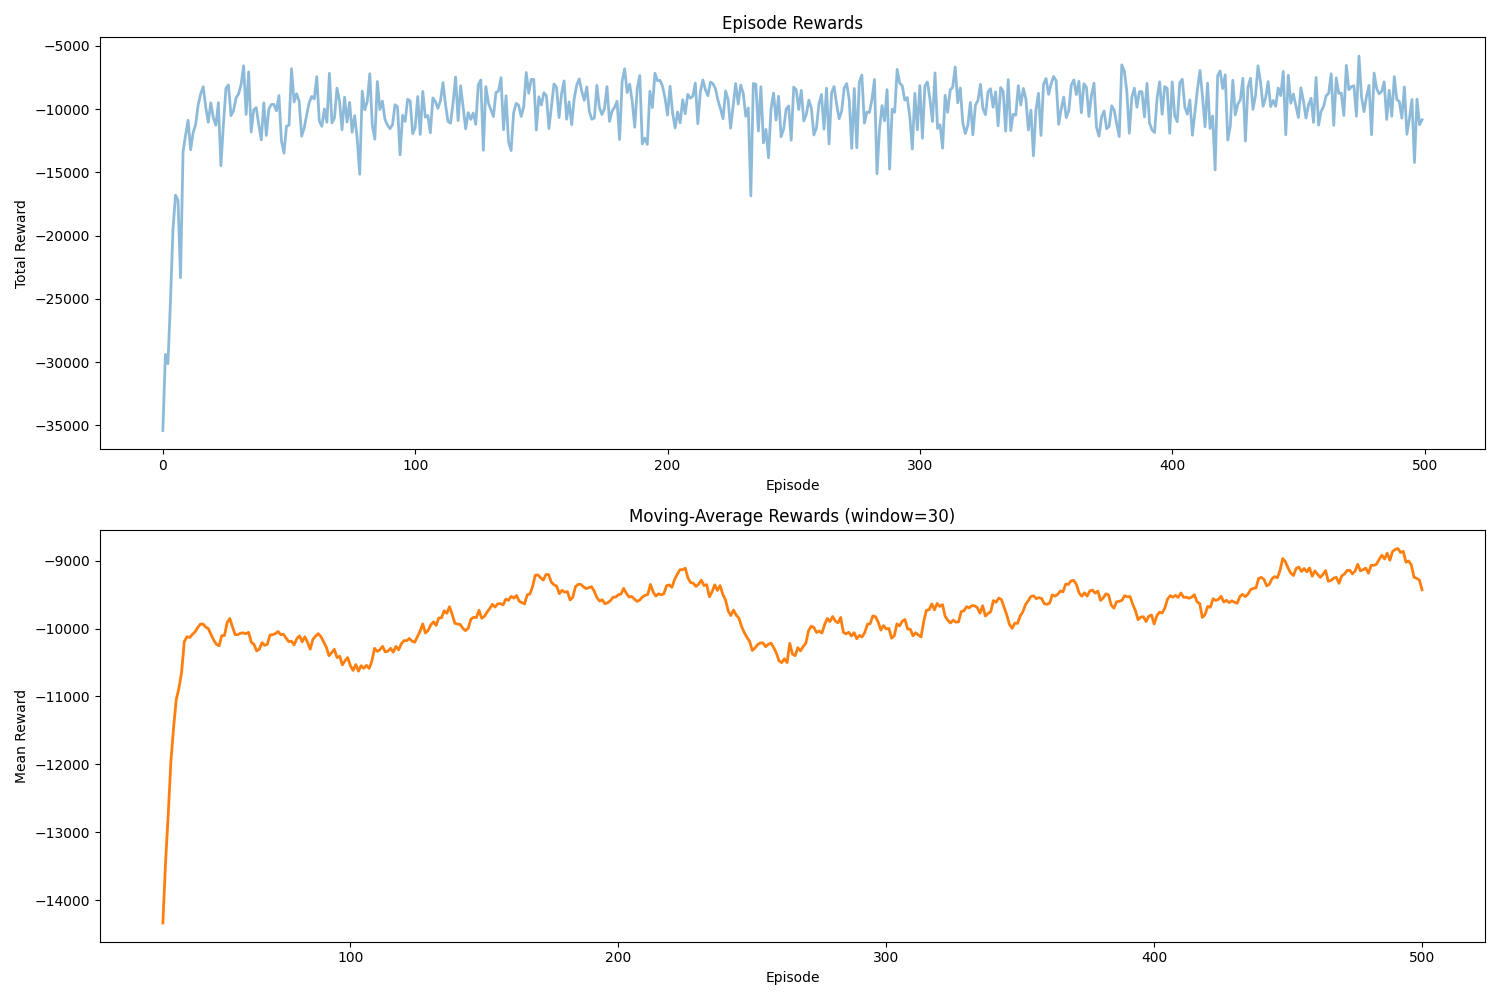 Episode Rewards
−5000
−10000
−15000
−20000
−25000
−30000
−35000
Total Reward
0 100 200 300 400 500
Episode
Moving-Average Rewards (window=30)
−9000
−10000
−11000
−12000
−13000
−14000
Mean Reward
100 200 300 400 500
Episode